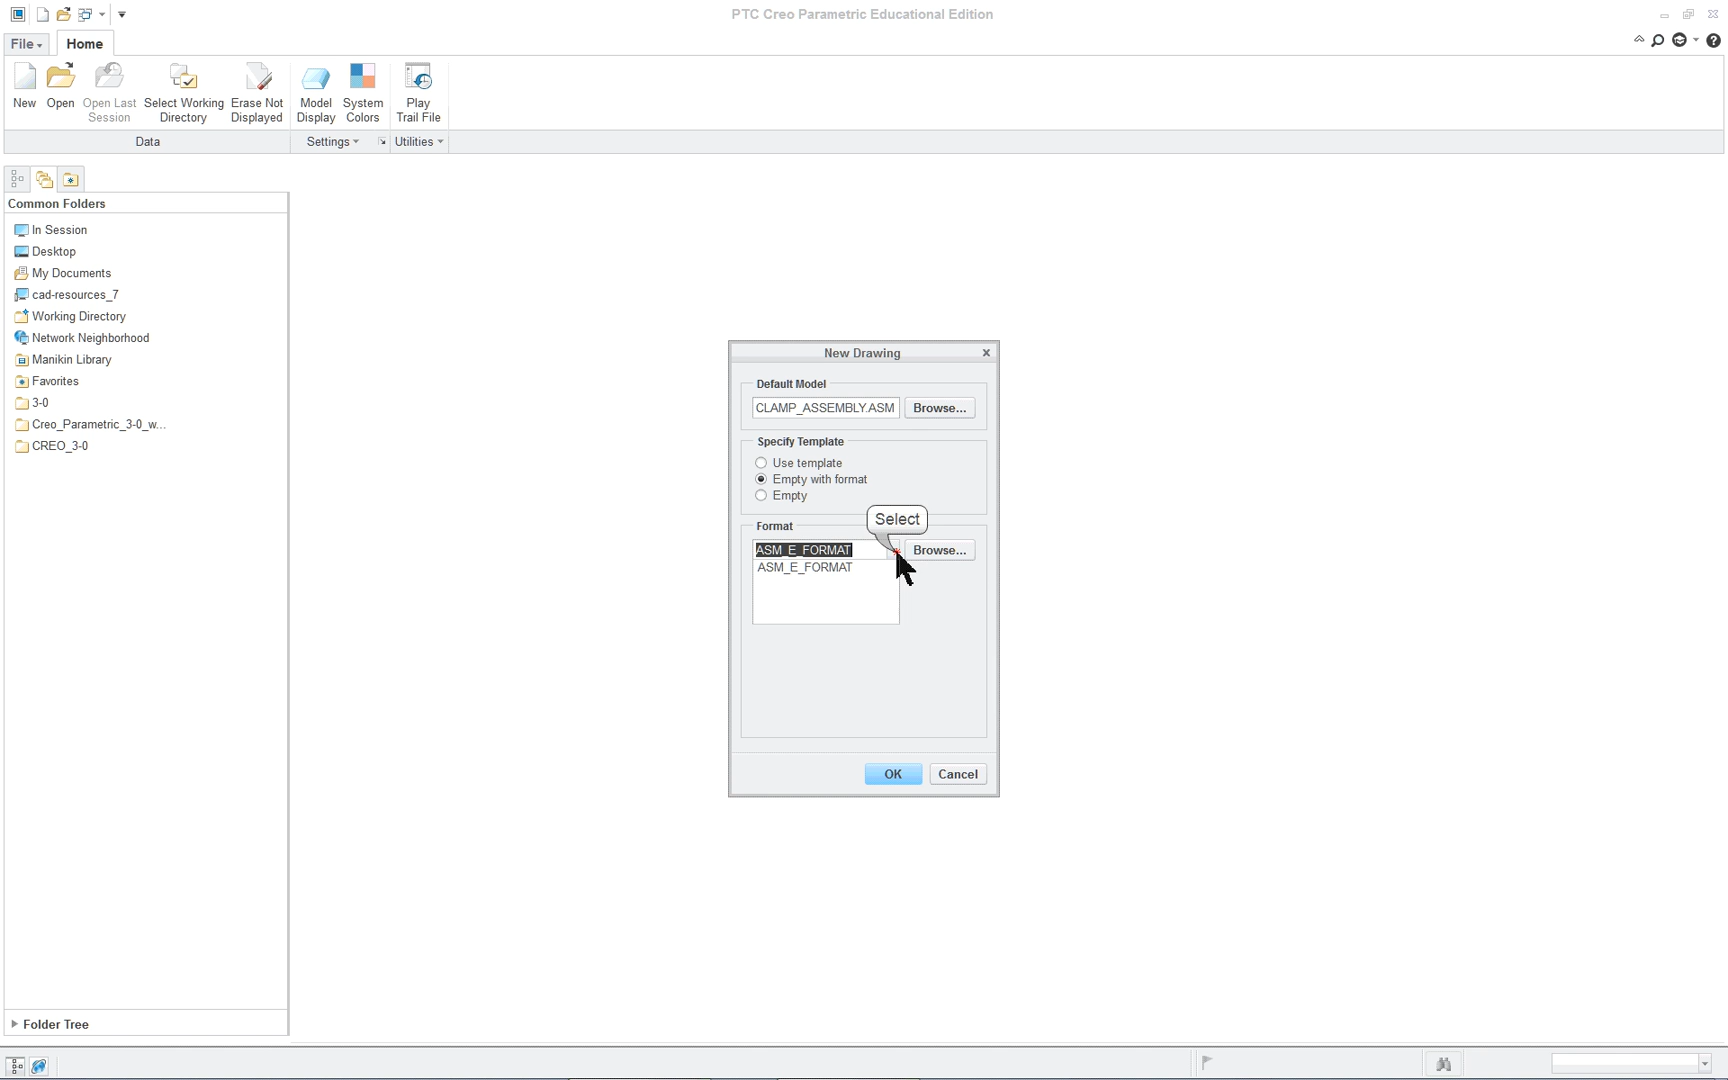 PTC Creo Parametric Educational Edition
File
Home
New
Open
Open Last
Session
Select Working
Directory
Erase Not
Displayed
Model
Display
System
Colors
Play
Trail File
Data
Settings
Utilities
Common Folders
In Session
Desktop
My Documents
cad-resources_7
Working Directory
Network Neighborhood
Manikin Library
Favorites
3-0
Creo_Parametric_3-0_w...
CREO_3-0
Folder Tree
New Drawing
Default Model
CLAMP_ASSEMBLY.ASM
Browse...
Specify Template
Use template
Empty with format
Empty
Select
Format
ASM_E_FORMAT
Browse...
ASM_E_FORMAT
OK
Cancel